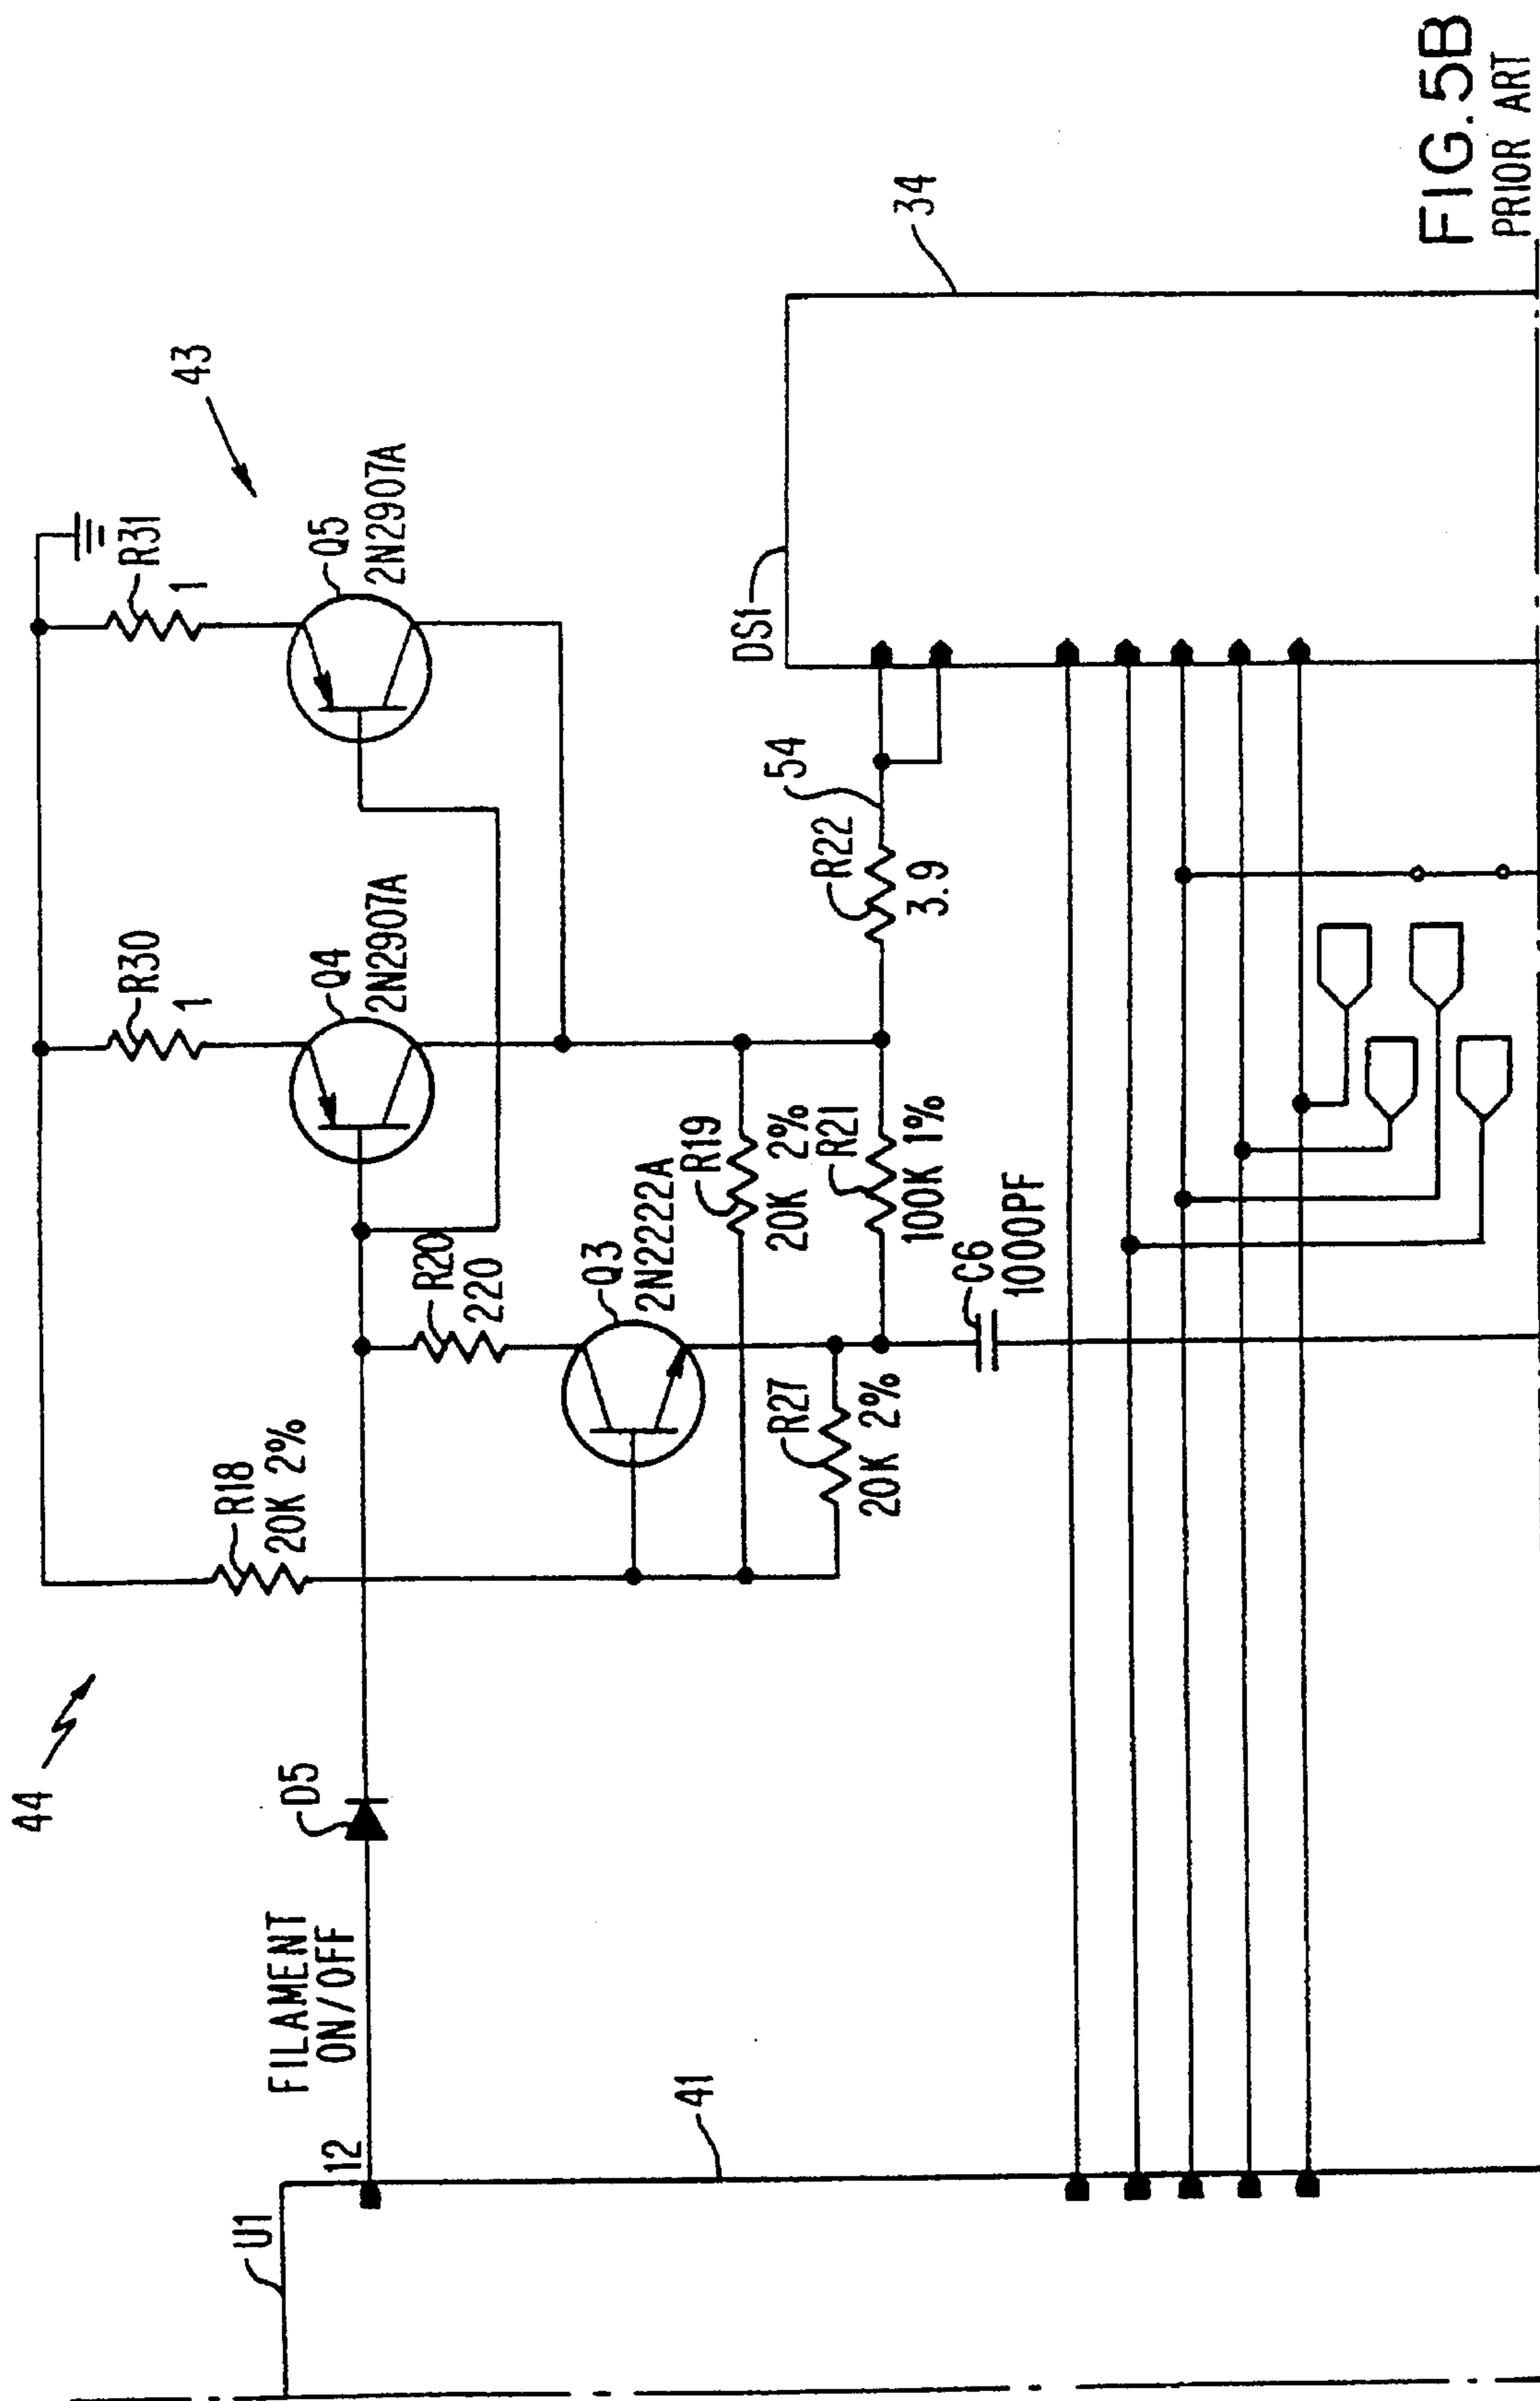 44
43
R18
20K 2%
R30
1
R31
1
U1
12
FILAMENT
ON/OFF
D5
Q4
2N2907A
Q5
2N2907A
R20
220
Q3
2N2222A
R19
20K 2%
R27
20K 2%
R21
100K 1%
C6
1000PF
R22
3.9
54
DS1
34
41
FIG. 5B
PRIOR ART